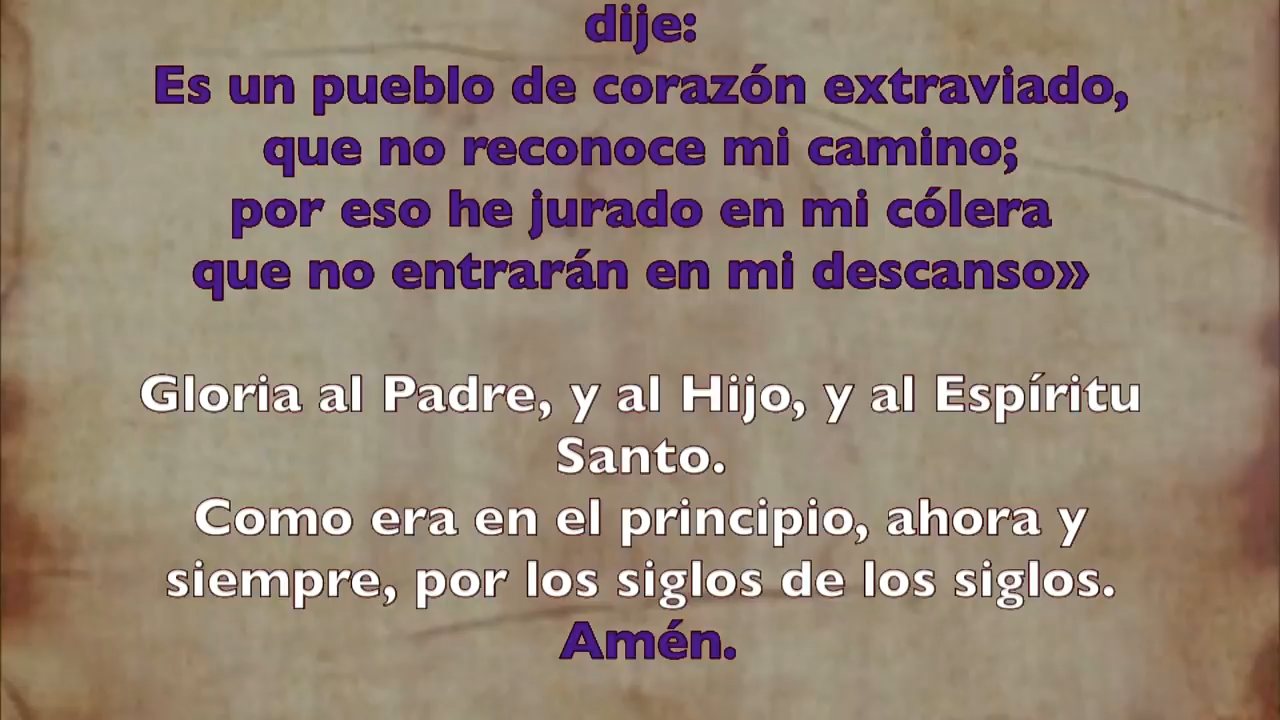 dije:
Es un pueblo de corazón extraviado,
que no reconoce mi camino;
por eso he jurado en mi cólera
que no entrarán en mi descanso»
Gloria al Padre, y al Hijo, y al Espíritu
Santo.
Como era en el principio, ahora y
siempre, por los siglos de los siglos.
Amén.